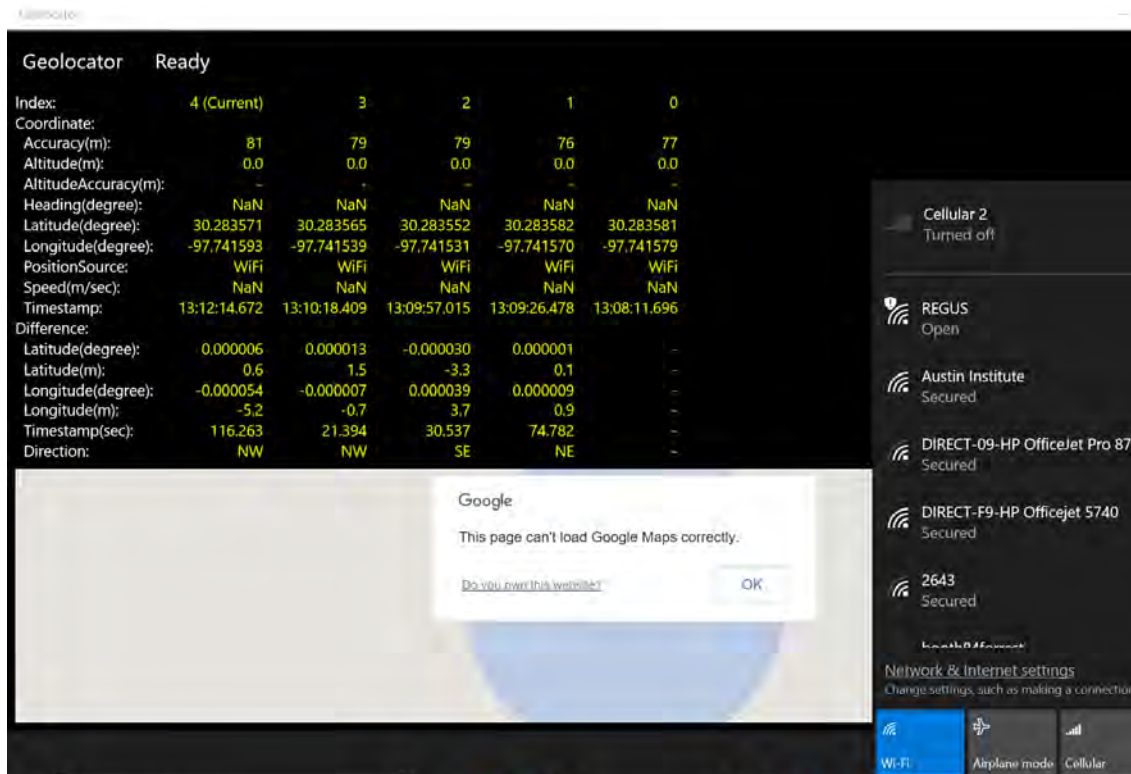 Geolocator
Geolocator Ready
Index: 4 (Current) 3 2 1 0
Coordinate:
Accuracy(m): 81 79 79 76 77
Altitude(m): 0.0 0.0 0.0 0.0 0.0
AltitudeAccuracy(m): - - - - -
Heading(degree): NaN NaN NaN NaN NaN
Latitude(degree): 30.283571 30.283565 30.283552 30.283582 30.283581
Longitude(degree): -97.741593 -97.741539 -97.741531 -97.741570 -97.741579
PositionSource: WiFi WiFi WiFi WiFi WiFi
Speed(m/sec): NaN NaN NaN NaN NaN
Timestamp: 13:12:14.672 13:10:18.409 13:09:57.015 13:09:26.478 13:08:11.696
Difference:
Latitude(degree): 0.000006 0.000013 -0.000030 0.000001 -
Latitude(m): 0.6 1.5 -3.3 0.1 -
Longitude(degree): -0.000054 -0.000007 0.000039 0.000009 -
Longitude(m): -5.2 -0.7 3.7 0.9 -
Timestamp(sec): 116.263 21.394 30.537 74.782 -
Direction: NW NW SE NE -
Google
This page can't load Google Maps correctly.
Do you own this website? OK
Cellular 2
Turned off
REGUS
Open
Austin Institute
Secured
DIRECT-09-HP OfficeJet Pro 87
Secured
DIRECT-F9-HP Officejet 5740
Secured
2643
Secured
Network & Internet settings
Change settings, such as making a connection
Wi-Fi Airplane mode Cellular